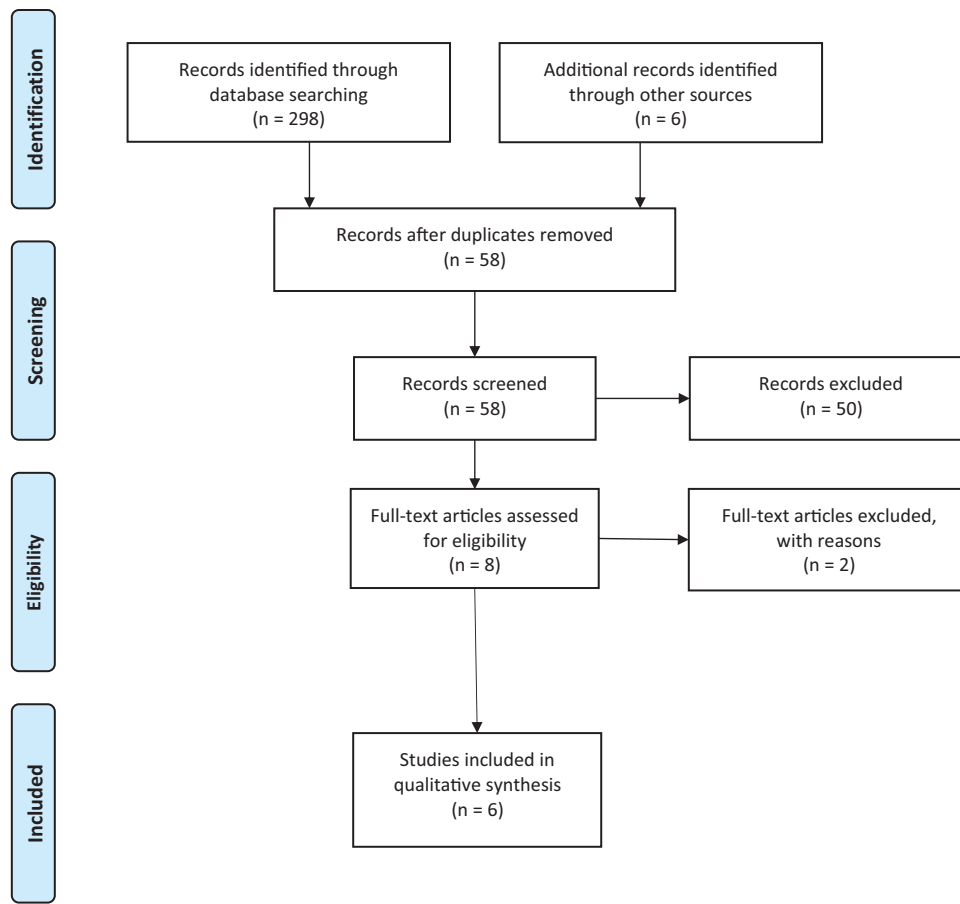 Identification
Records identified through
database searching
(n = 298)
Additional records identified
through other sources
(n = 6)
Records after duplicates removed
(n = 58)
Screening
Records screened
(n = 58)
Records excluded
(n = 50)
Eligibility
Full-text articles assessed
for eligibility
(n = 8)
Full-text articles excluded,
with reasons
(n = 2)
Included
Studies included in
qualitative synthesis
(n = 6)